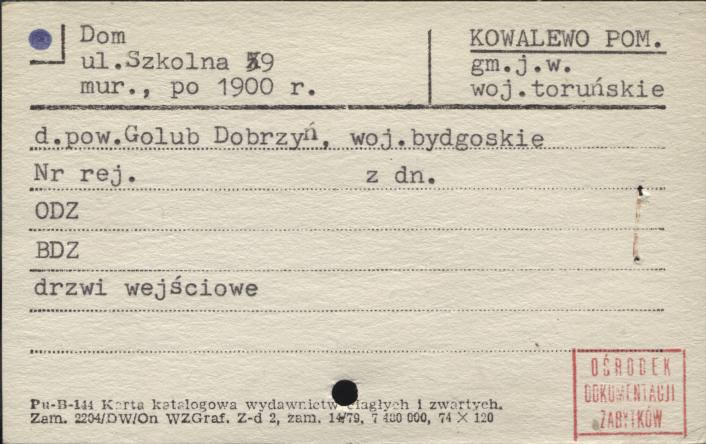 Dom
ul.Szkolna 39
mur., po 1900 r.
KOWALEWO POM.
gm.j.w.
woj.toruńskie
d.pow.Golub Dobrzyń, woj.bydgoskie
Nr rej. z dn.
ODZ
BDZ
drzwi wejściowe
Pu-B-144 Karta katalogowa wydawnictw ciągłych i zwartych.
Zam. 2204/DW/On WZGraf. Z-d 2, zam. 14/79, 7 480 000, 74 × 120
OŚRODEK
DOKUMENTACJI
ZABYTKÓW